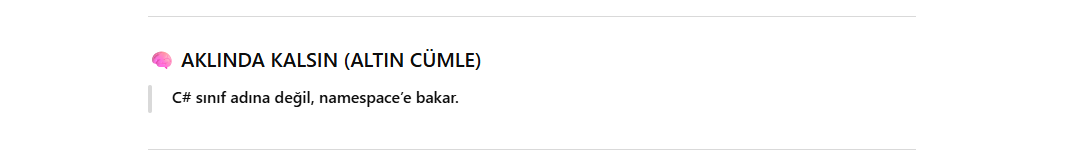 🧠 AKLINDA KALSIN (ALTIN CÜMLE)
C# sınıf adına değil, namespace’e bakar.